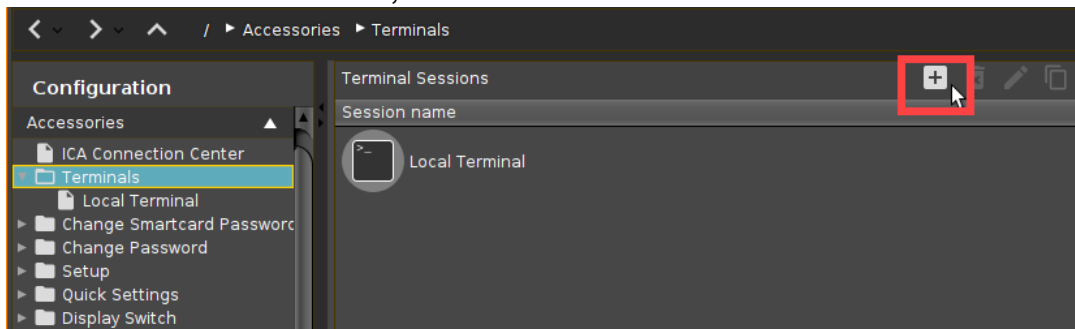 / ▸ Accessories ▸ Terminals
Configuration
Terminal Sessions
Accessories
Session name
ICA Connection Center
Local Terminal
Terminals
Local Terminal
Change Smartcard Passworc
Change Password
Setup
Quick Settings
Display Switch